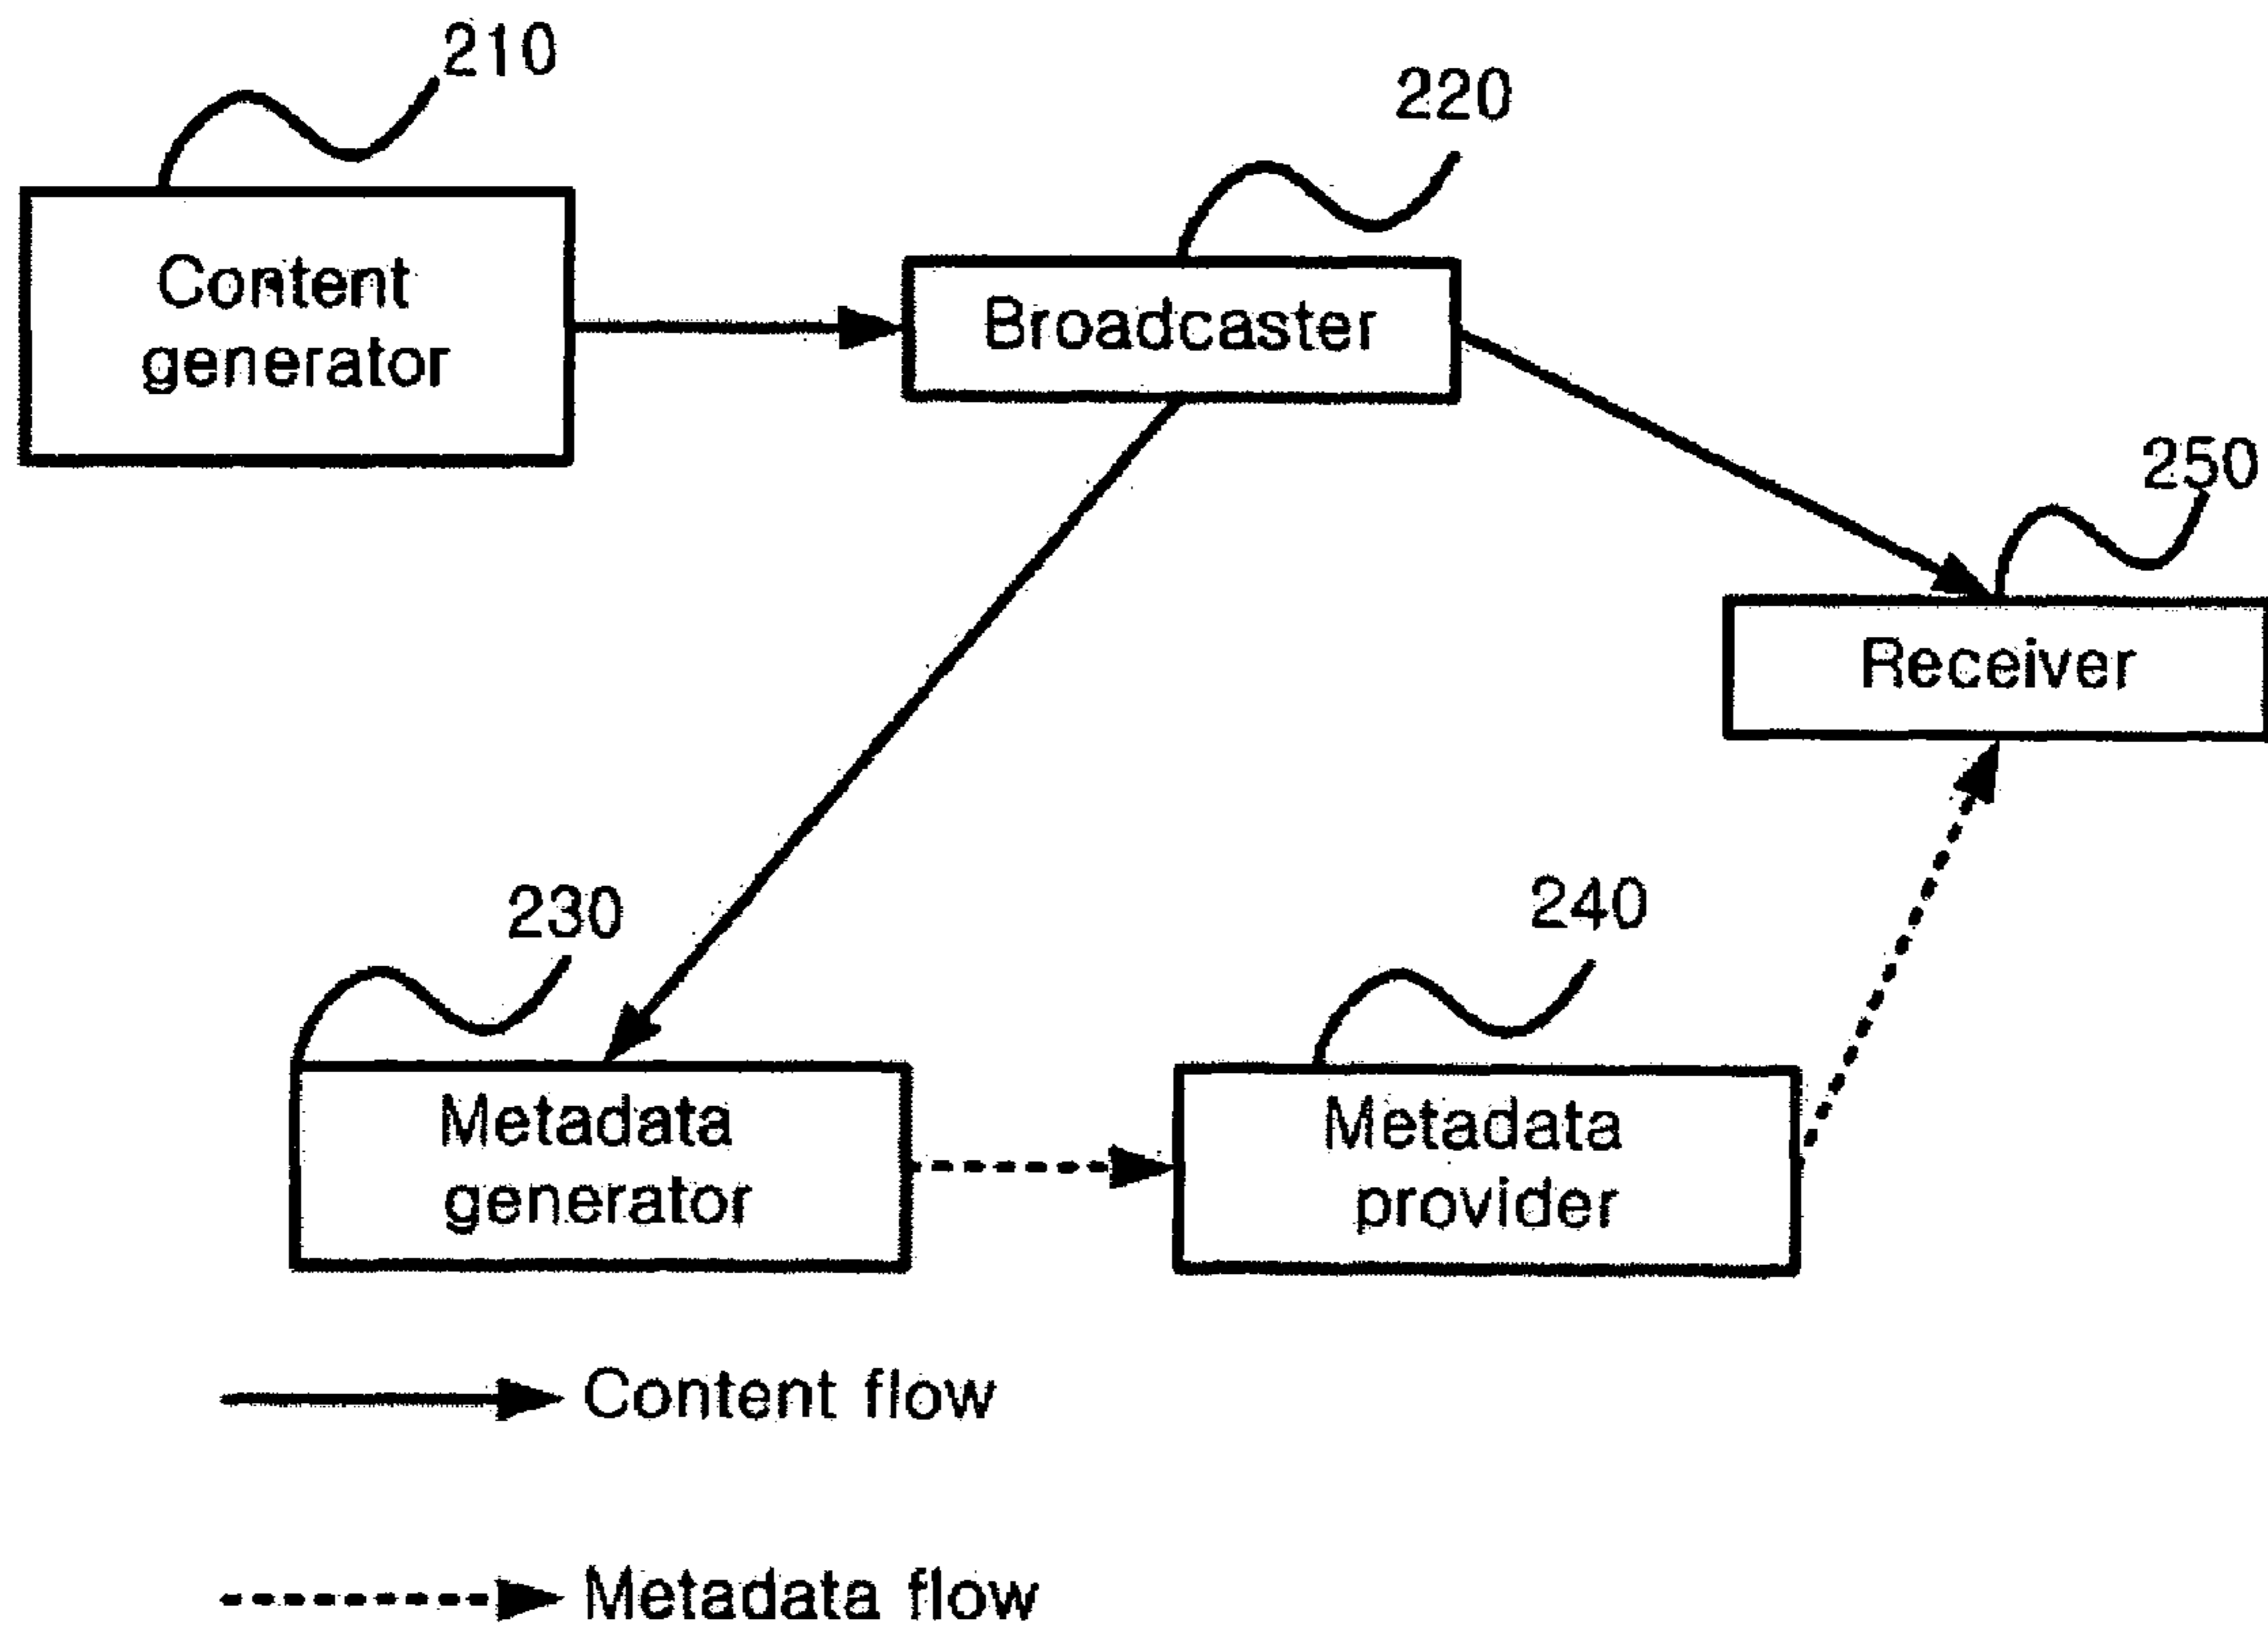 210
220
Content
generator
Broadcaster
250
Receiver
230
240
Metadata
generator
Metadata
provider
Content flow
Metadata flow